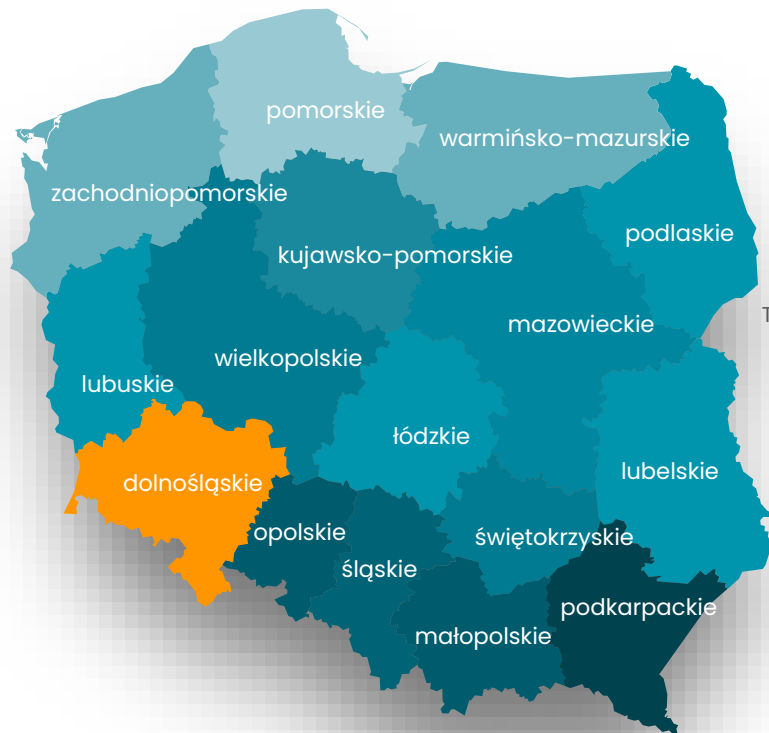 pomorskie
warmińsko-mazurskie
zachodniopomorskie
podlaskie
kujawsko-pomorskie
T
mazowieckie
wielkopolskie
lubuskie
łódzkie
lubelskie
dolnośląskie
opolskie
świętokrzyskie
śląskie
podkarpackie
małopolskie